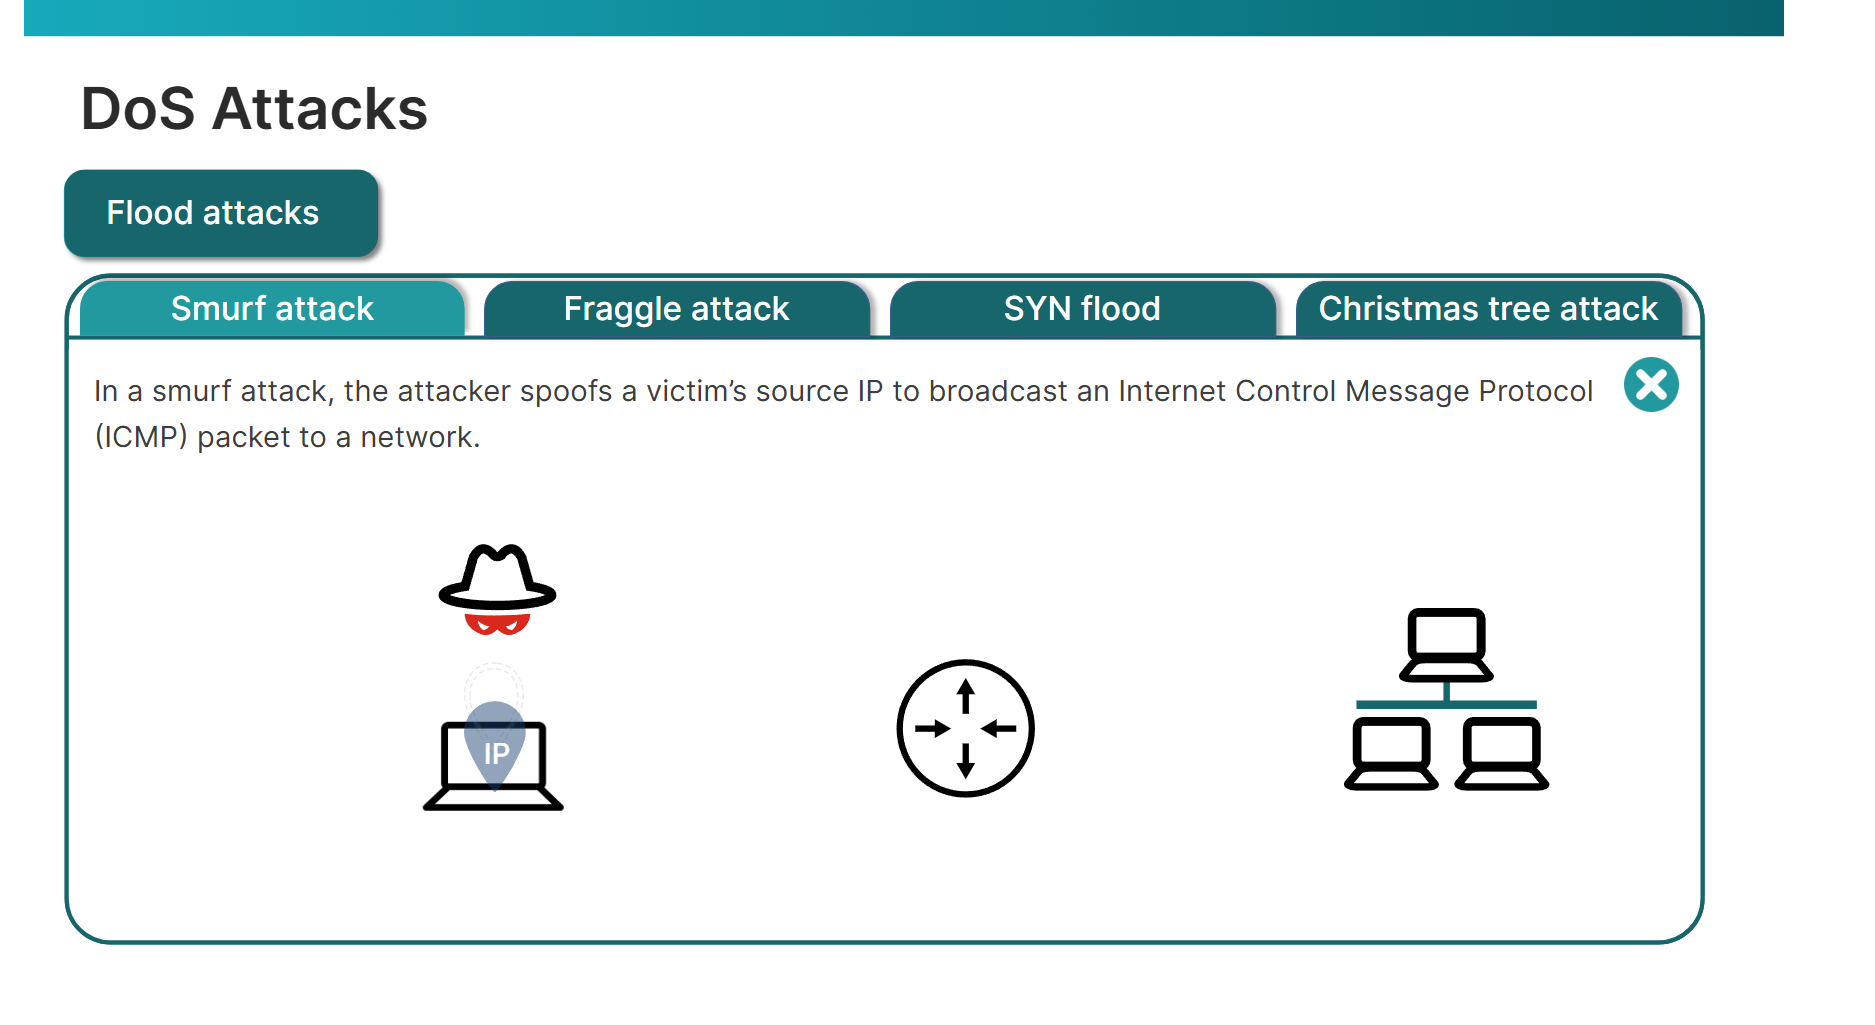 DoS Attacks
Flood attacks
Smurf attack
Fraggle attack
SYN flood
Christmas tree attack
In a smurf attack, the attacker spoofs a victim’s source IP to broadcast an Internet Control Message Protocol
(ICMP) packet to a network.
IP